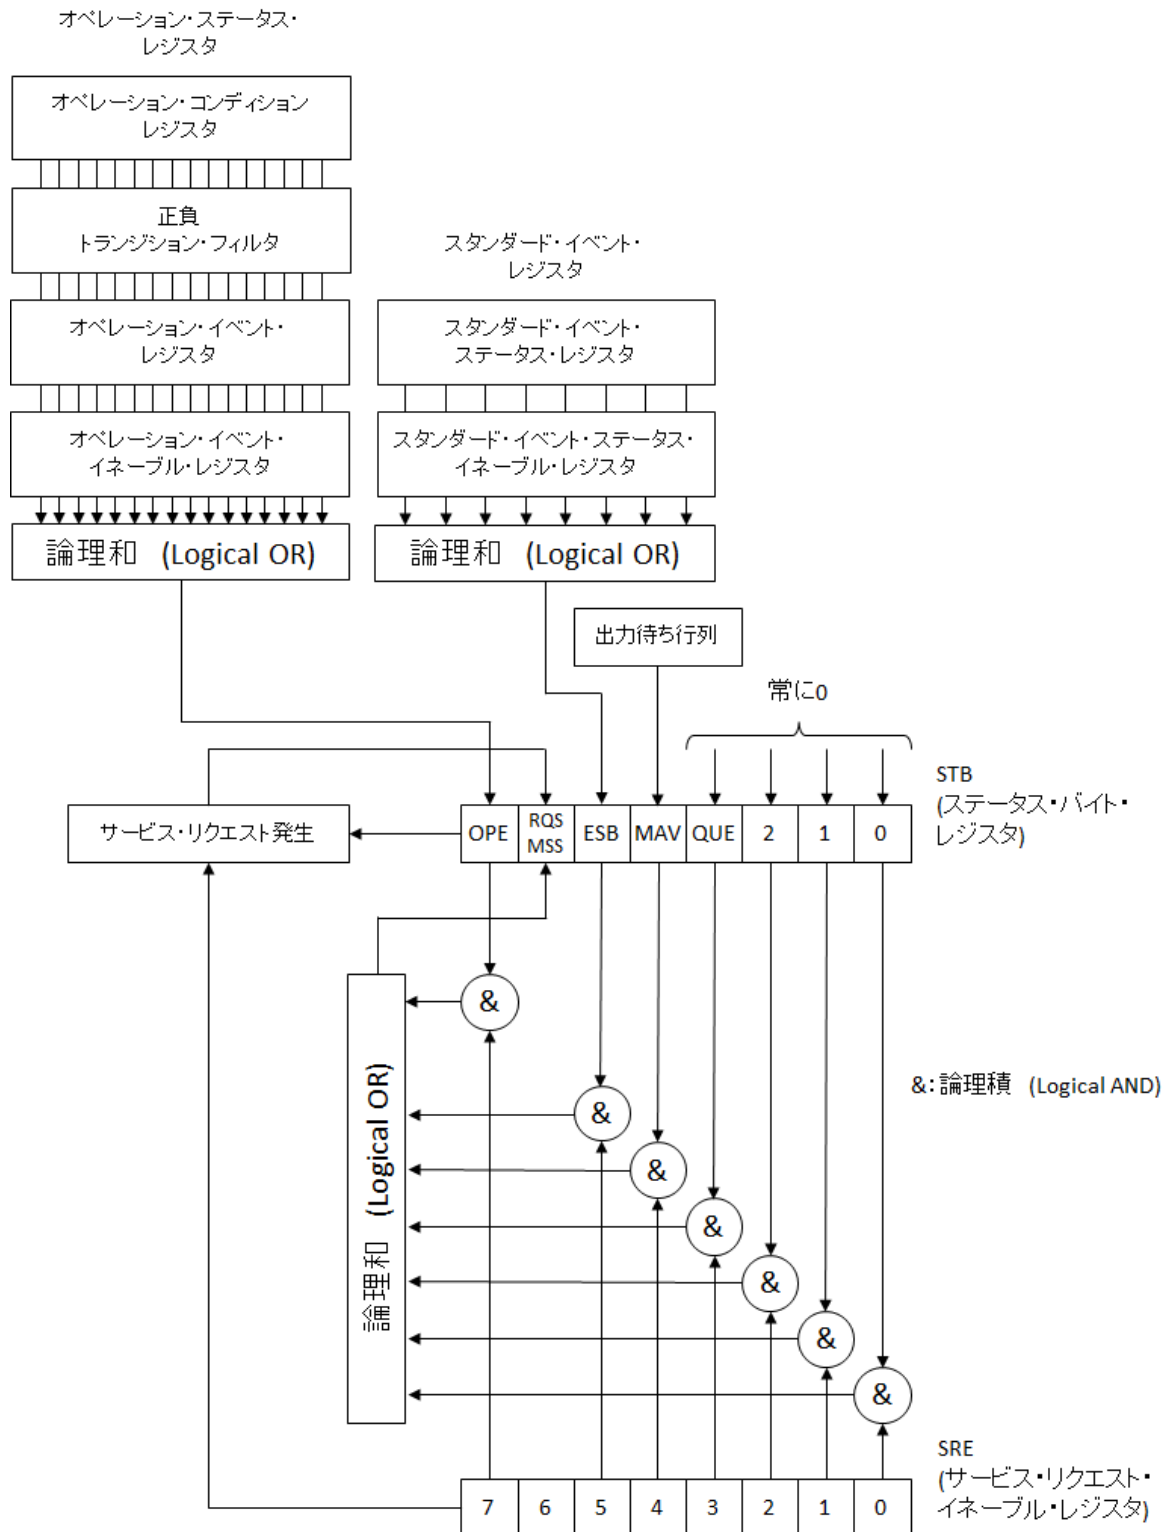 オペレーション・ステータス・
レジスタ
オペレーション・コンディション
レジスタ
正負
トランジション・フィルタ
オペレーション・イベント・
レジスタ
オペレーション・イベント・
イネーブル・レジスタ
論理和 (Logical OR)
スタンダード・イベント・
レジスタ
スタンダード・イベント・
ステータス・レジスタ
スタンダード・イベント・ステータス・
イネーブル・レジスタ
論理和 (Logical OR)
出力待ち行列
常に0
STB
(ステータス・バイト・
レジスタ)
サービス・リクエスト発生
OPE
RQS
MSS
ESB
MAV
QUE
2
1
0
&
&
&
&
&
&
&
論理和 (Logical OR)
&:論理積 (Logical AND)
SRE
(サービス・リクエスト・
イネーブル・レジスタ)
7
6
5
4
3
2
1
0